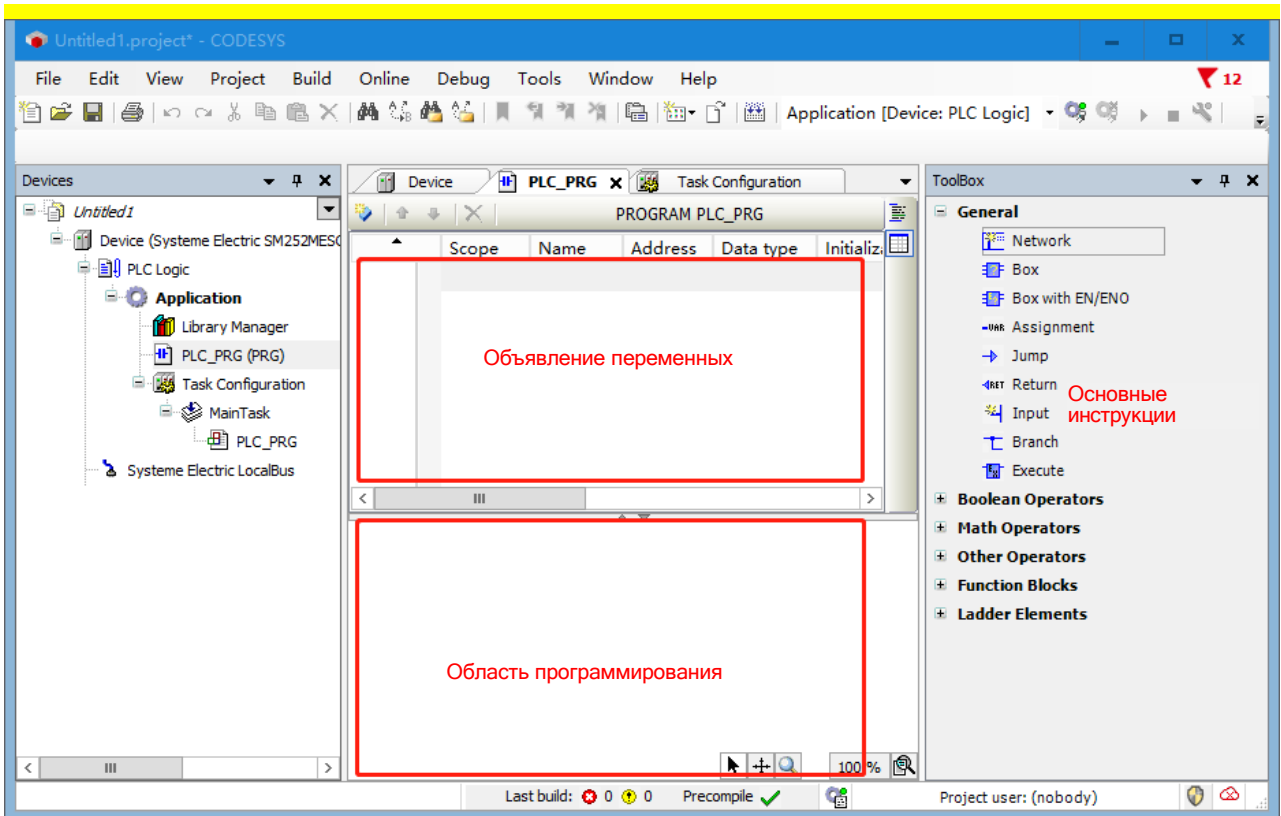 Untitled1.project* - CODESYS
File Edit View Project Build Online Debug Tools Window Help 12
Application [Device: PLC Logic]
Devices
Untitled1
Device (Systeme Electric SM252MESC
PLC Logic
Application
Library Manager
PLC_PRG (PRG)
Task Configuration
MainTask
PLC_PRG
Systeme Electric LocalBus
Device PLC_PRG Task Configuration
PROGRAM PLC_PRG
Scope Name Address Data type Initializa
Объявление переменных
Область программирования
100 %
ToolBox
General
Network
Box
Box with EN/ENO
VAR Assignment
Jump
RET Return
Input
Branch
Execute
Основные
инструкции
Boolean Operators
Math Operators
Other Operators
Function Blocks
Ladder Elements
Last build: 0 0 Precompile Project user: (nobody)